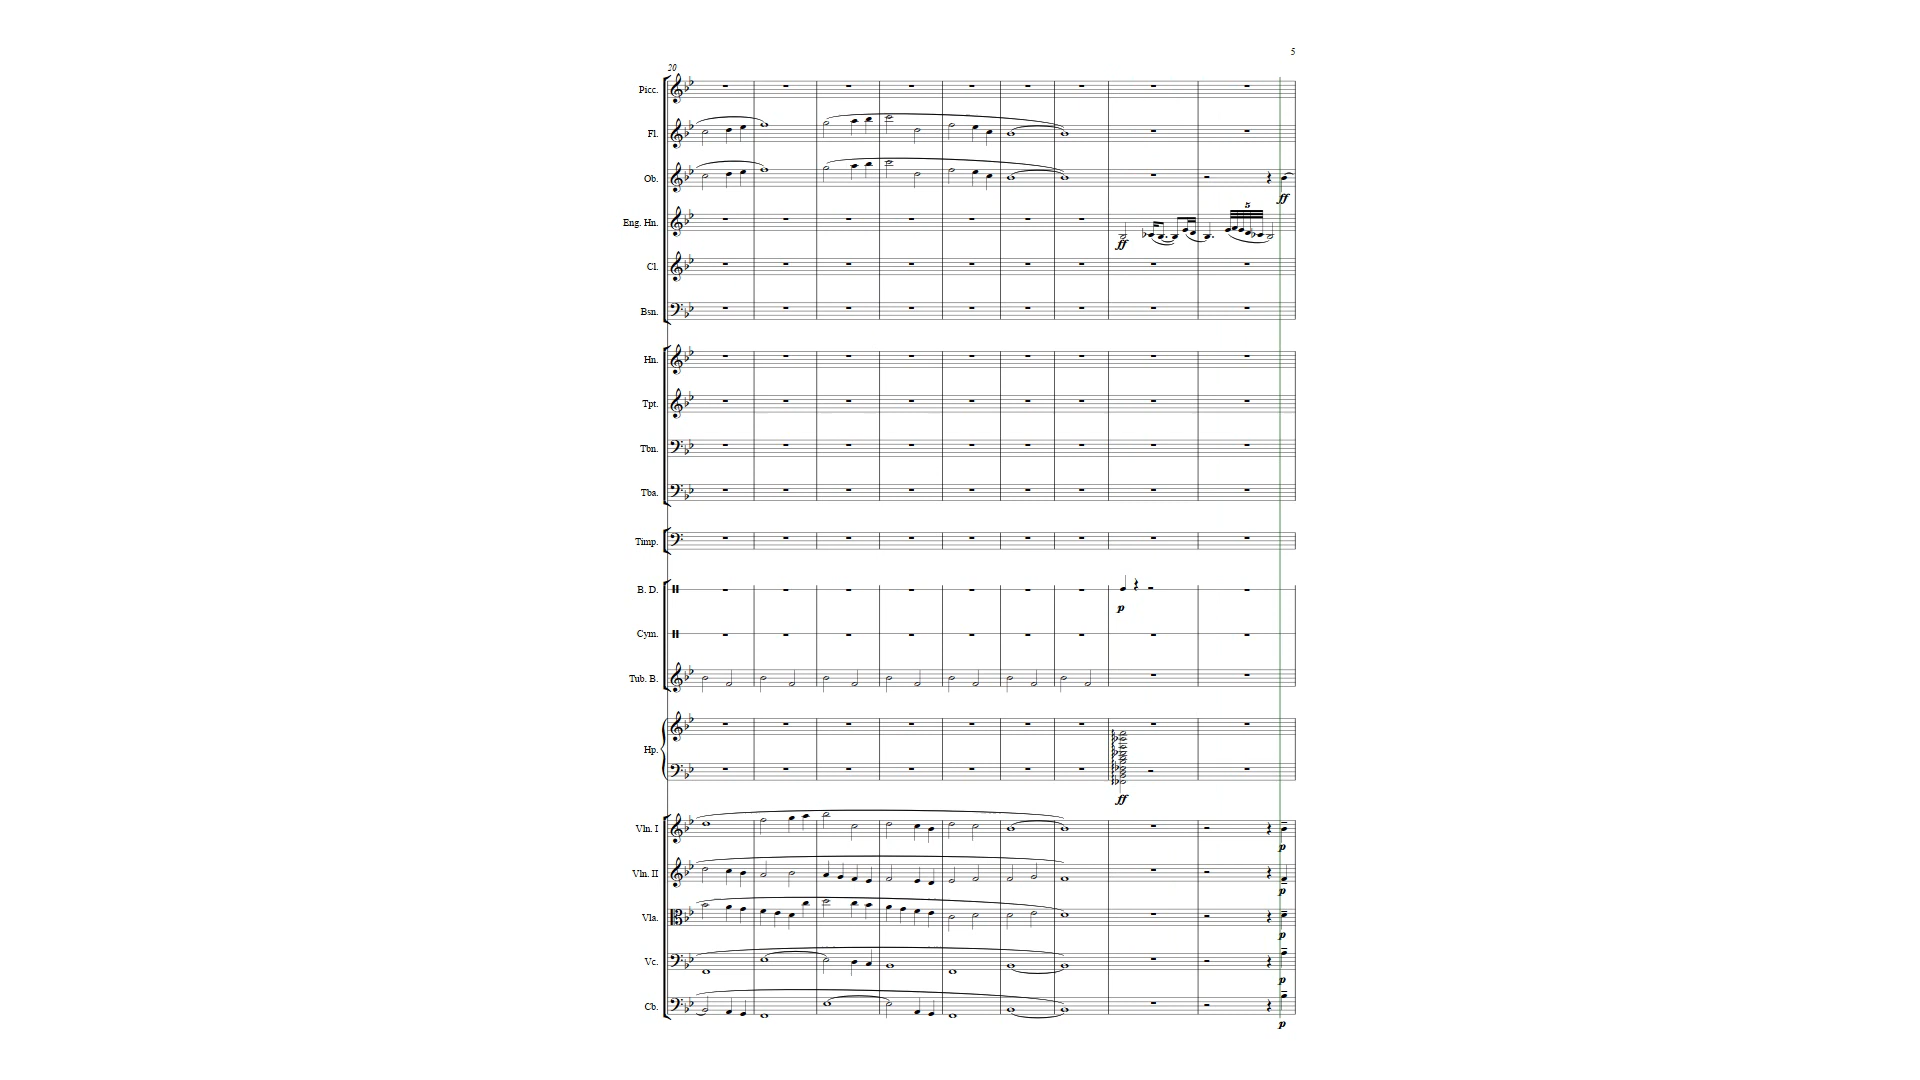 5
20
Picc.
Fl.
Ob.
ff
5
Eng. Hn.
ff
Cl.
Bsn.
Hn.
Tpt.
Tbn.
Tba.
Timp.
B. D.
p
Cym.
Tub. B.
Hp.
ff
Vln. I
p
Vln. II
p
Vla.
p
Vc.
p
Cb.
p